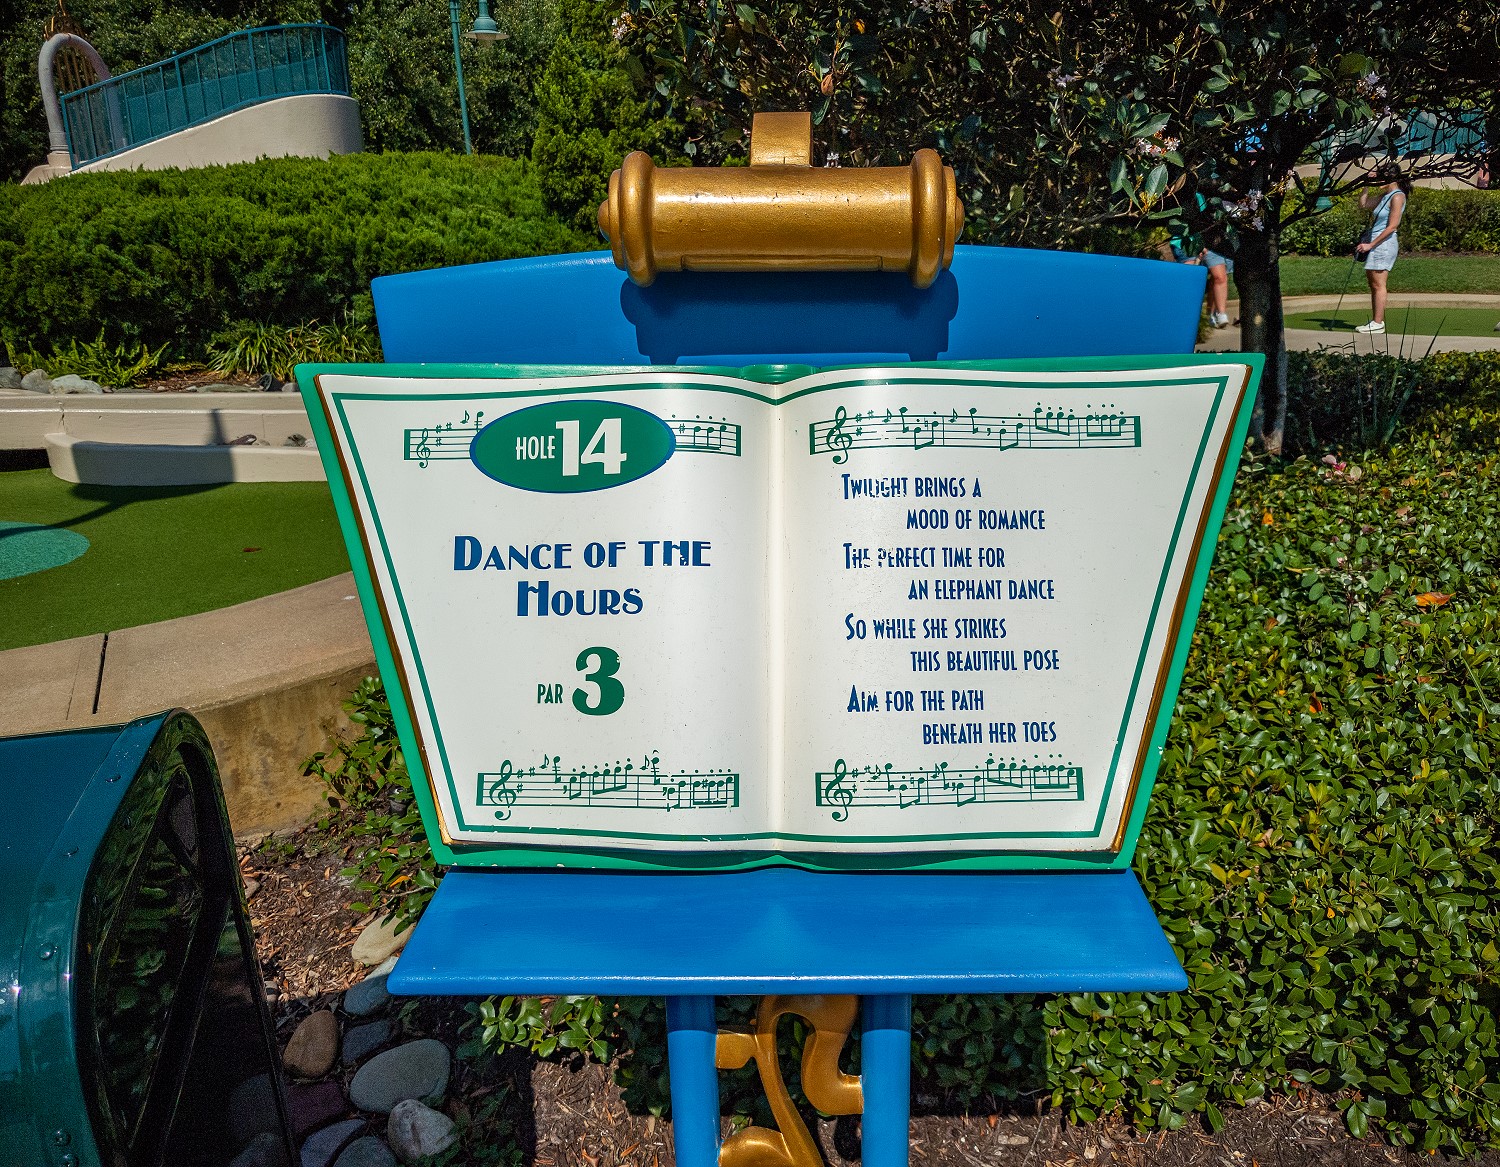 HOLE 14
DANCE OF THE
HOURS
PAR 3
TWILIGHT BRINGS A
MOOD OF ROMANCE
THE PERFECT TIME FOR
AN ELEPHANT DANCE
SO WHILE SHE STRIKES
THIS BEAUTIFUL POSE
AIM FOR THE PATH
BENEATH HER TOES